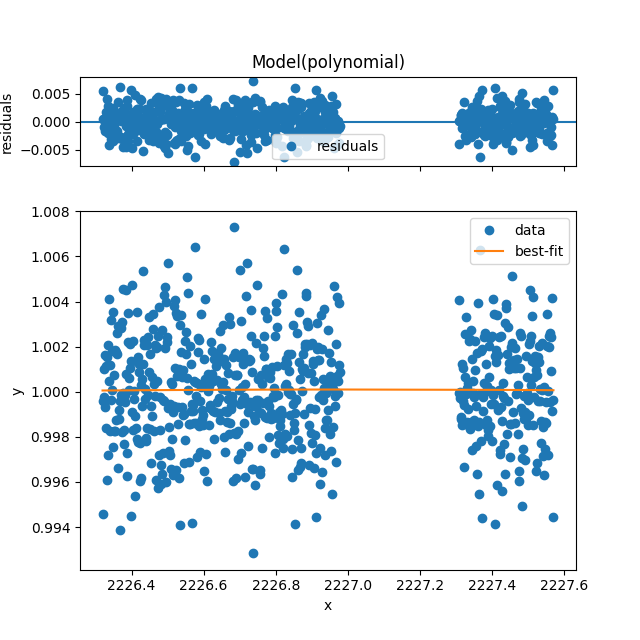 Model(polynomial)
residuals
0.005
0.000
−0.005
residuals
y
1.008
1.006
1.004
1.002
1.000
0.998
0.996
0.994
data
best-fit
2226.4
2226.6
2226.8
2227.0
2227.2
2227.4
2227.6
x